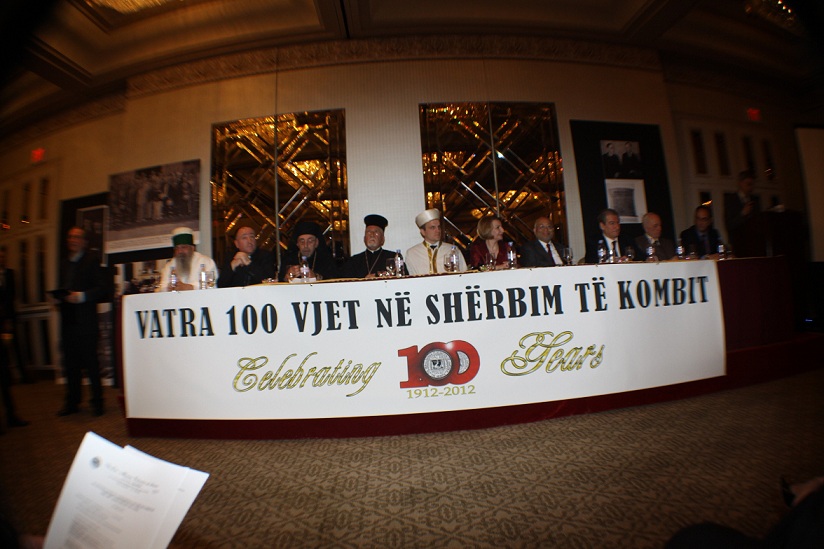 VATRA 100 VJET NË SHËRBIM TË KOMBIT
Celebrating 100 Years
1912-2012